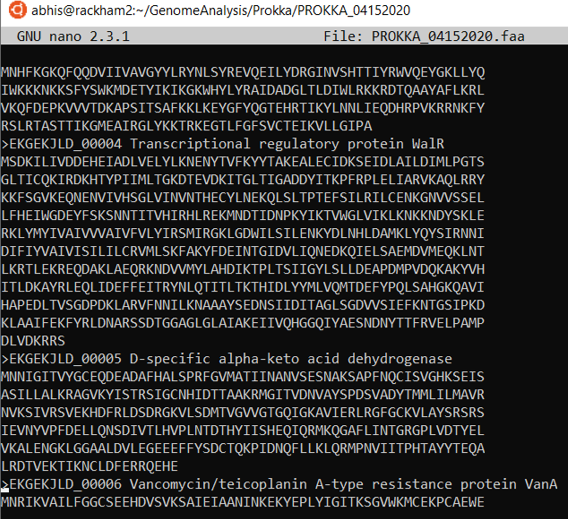 abhis@rackham2:~/GenomeAnalysis/Prokka/PROKKA_04152020
GNU nano 2.3.1 File: PROKKA_04152020.faa
MNHFKGKQFQQDVIIVAVGYYLRYNLSYREVQEILYDRGINVSHTTIYRWVQEYGKLLYQ
IWKKKNKKSFYSWKMDETYIKIKGKWHYLYRAIDADGLTLDIWLRKKRDTQAAYAFLKRL
VKQFDEPKVVVTDKAPSITSAFKKLKEYGFYQGTEHRTIKYLNNLIEQDHRPVKRRNKFY
RSLRTASTTIKGMEAIRGLYKKTRKEGTLFGFSVCTEIKVLLGIPA
>EKGEKJLD_00004 Transcriptional regulatory protein WalR
MSDKILIVDDEHEIADLVELYLKNENYTVFKYYTAKEALECIDKSEIDLAILDIMLPGTS
GLTICQKIRDKHTYPIIMLTGKDTEVDKITGLTIGADDYITKPFRPLELIARVKAQLRRY
KKFSGVKEQNENVIVHSGLVINVNTHECYLNEKQLSLTPTEFSILRILCENKGNVVSSEL
LFHEIWGDEYFSKSNNTITVHIRHLREKMNDTIDNPKYIKTVWGLVIKLKNKKNDYSKLE
RKLYMYIVAIVVVAIVFVLYIRSMIRGKLGDWILSILENKYDLNHLDAMKLYQYSIRNNI
DIFIYVAIVISILILCRVMLSKFAKYFDEINTGIDVLIQNEDKQIELSAEMDVMEQKLNT
LKRTLEKREQDAKLAEQRKNDVVMYLAHDIKTPLTSIIGYLSLLDEAPDMPVDQKAKYVH
ITLDKAYRLEQLIDEFFEITRYNLQTITLTKTHIDLYYMLVQMTDEFYPQLSAHGKQAVI
HAPEDLTVSGDPDKLARVFNNILKNAAAYSEDNSIIDITAGLSGDVVSIEFKNTGSIPKD
KLAAIFEKFYRLDNARSSDTGGAGLGLAIAKEIIVQHGGQIYAESNDNYTTFRVELPAMP
DLVDKRRS
>EKGEKJLD_00005 D-specific alpha-keto acid dehydrogenase
MNNIGITVYGCEQDEADAFHALSPRFGVMATIINANVSESNAKSAPFNQCISVGHKSEIS
ASILLALKRAGVKYISTRSIGCNHIDTTAAKRMGITVDNVAYSPDSVADYTMMLILMAVR
NVKSIVRSVEKHDFRLDSDRGKVLSDMTVGVVGTGQIGKAVIERLRGFGCKVLAYSRSRS
IEVNYVPFDELLQNSDIVTLHVPLNTDTHYIISHEQIQRMKQGAFLINTGRGPLVDTYEL
VKALENGKLGGAALDVLEGEEEFFYSDCTQKPIDNQFLLKLQRMPNVIITPHTAYYTEQA
LRDTVEKTIKNCLDFERRQEHE
>EKGEKJLD_00006 Vancomycin/teicoplanin A-type resistance protein VanA
MNRIKVAILFGGCSEEHDVSVKSAIEIAANINKEKYEPLYIGITKSGVWKMCEKPCAEWE